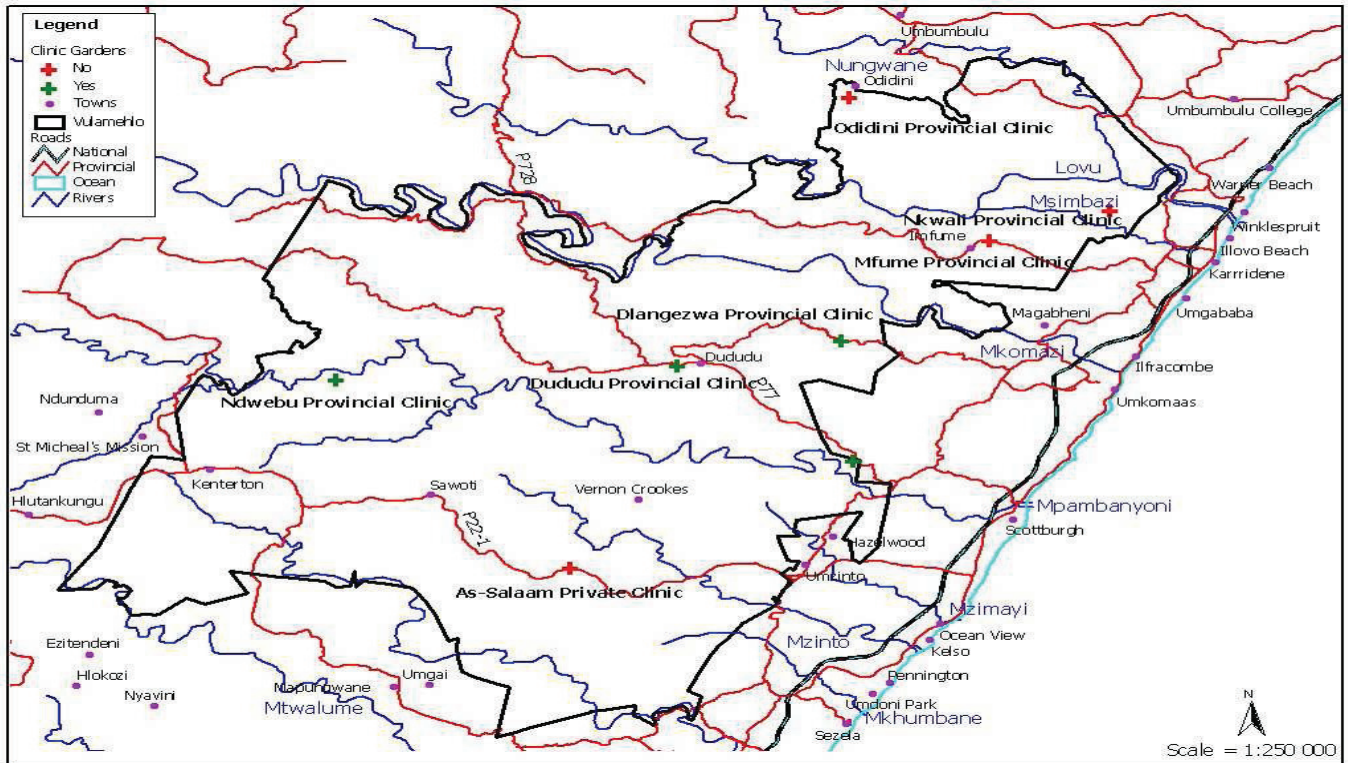 Legend
Clinic Gardens
No
Yes
Towns
Vulamehlo
Roads
National
Provincial
Ocean
Rivers
Umbumbulu
Nungwane
Odidini
Odidini Provincial Clinic
Umbumbulu College
P728
Lovu
Warner Beach
Msimbazi
Nkwali Provincial Clinic
Winklespruit
Imfume
Mfume Provincial Clinic
Illovo Beach
Karrridene
Dlangezwa Provincial Clinic
Magabheni
Umgababa
Mkomazi
Dududu
Ilfracombe
Dududu Provincial Clinic
P77
Umkomaas
Ndwebu Provincial Clinic
Ndunduma
St Micheal's Mission
Kenterton
Sawoti
Vernon Crookes
Hlutankungu
P22-1
Mpambanyoni
Scottburgh
Hazelwood
Umzinto
As-Salaam Private Clinic
Mzimayi
Ocean View
Mzinto
Kelso
Ezitendeni
Hlokozi
Nyavini
Mapungwane
Umgai
Mtwalume
Pennington
Umdoni Park
Mkhumbane
Sezela
N
Scale = 1:250 000